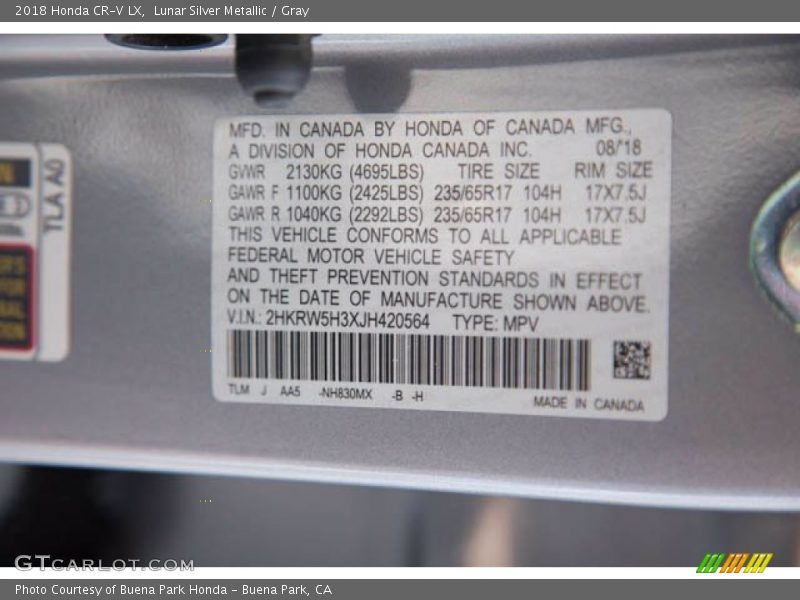 2018 Honda CR-V LX, Lunar Silver Metallic / Gray
MFD. IN CANADA BY HONDA OF CANADA MFG.,
A DIVISION OF HONDA CANADA INC. 08/18
GVWR 2130KG (4695LBS) TIRE SIZE RIM SIZE
GAWR F 1100KG (2425LBS) 235/65R17 104H 17X7.5J
GAWR R 1040KG (2292LBS) 235/65R17 104H 17X7.5J
THIS VEHICLE CONFORMS TO ALL APPLICABLE
FEDERAL MOTOR VEHICLE SAFETY
AND THEFT PREVENTION STANDARDS IN EFFECT
ON THE DATE OF MANUFACTURE SHOWN ABOVE.
V.I.N.: 2HKRW5H3XJH420564 TYPE: MPV
TLM J AA5 -NH830MX -B -H
MADE IN CANADA
TLA A0
GTCARLOT.COM
Photo Courtesy of Buena Park Honda - Buena Park, CA